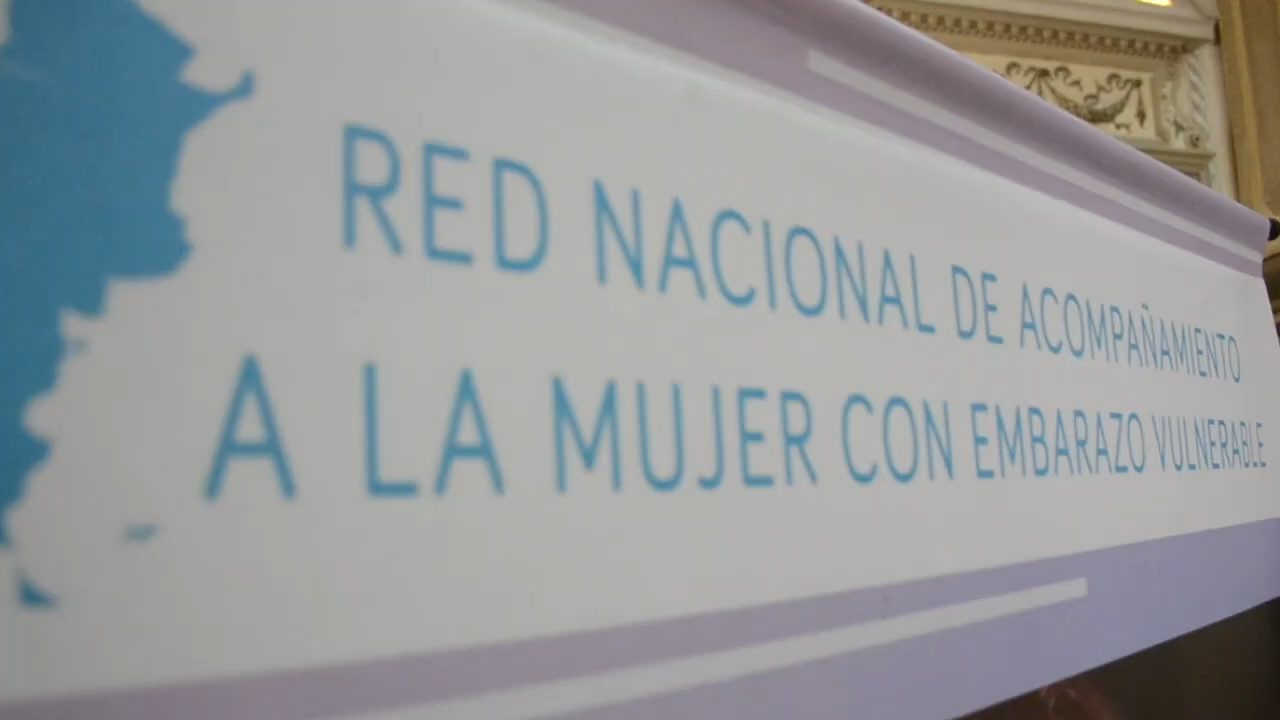 RED NACIONAL DE ACOMPAÑAMIENTO
A LA MUJER CON EMBARAZO VULNERABLE